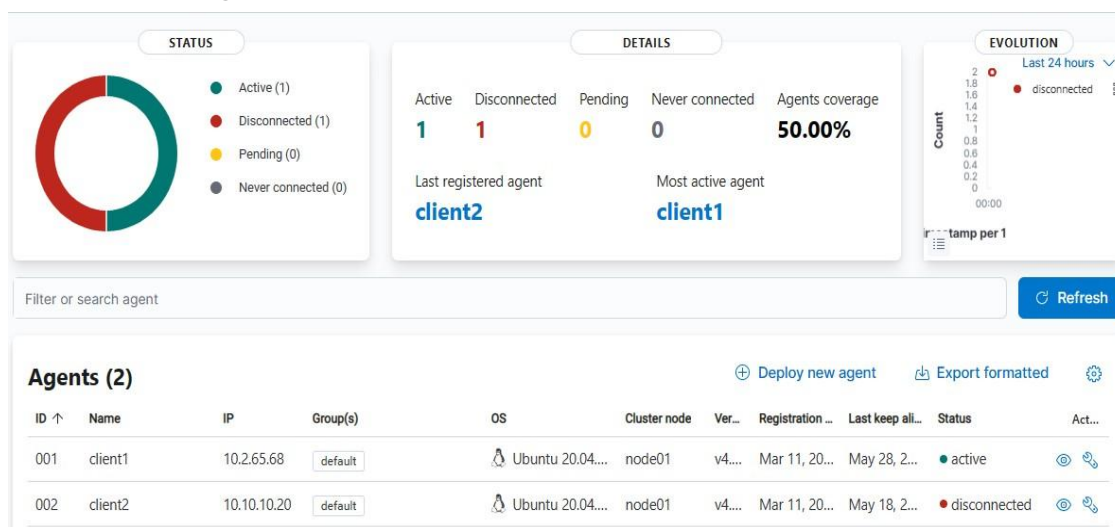 STATUS
Active (1)
Disconnected (1)
Pending (0)
Never connected (0)
DETAILS
Active Disconnected Pending Never connected Agents coverage
1 1 0 0 50.00%
Last registered agent Most active agent
client2 client1
EVOLUTION
Last 24 hours
disconnected
Count
2
1.8
1.6
1.4
1.2
1
0.8
0.6
0.4
0.2
0
00:00
tamp per 1
Filter or search agent
Refresh
Agents (2)
Deploy new agent Export formatted
ID ↑ Name IP Group(s) OS Cluster node Ver... Registration ... Last keep ali... Status Act...
001 client1 10.2.65.68 default Ubuntu 20.04.... node01 v4.... Mar 11, 20... May 28, 2... active
002 client2 10.10.10.20 default Ubuntu 20.04.... node01 v4.... Mar 11, 20... May 18, 2... disconnected